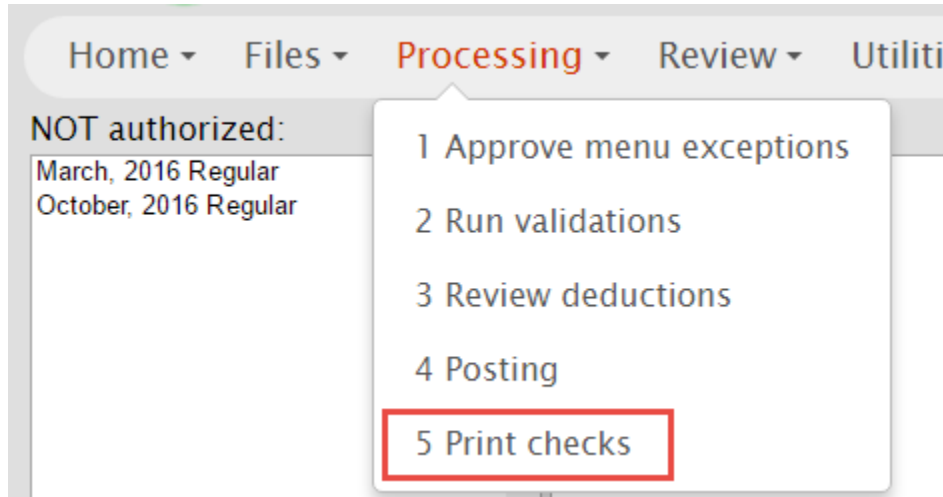 Home Files Processing Review Utiliti
NOT authorized:
March, 2016 Regular
October, 2016 Regular
1 Approve menu exceptions
2 Run validations
3 Review deductions
4 Posting
5 Print checks